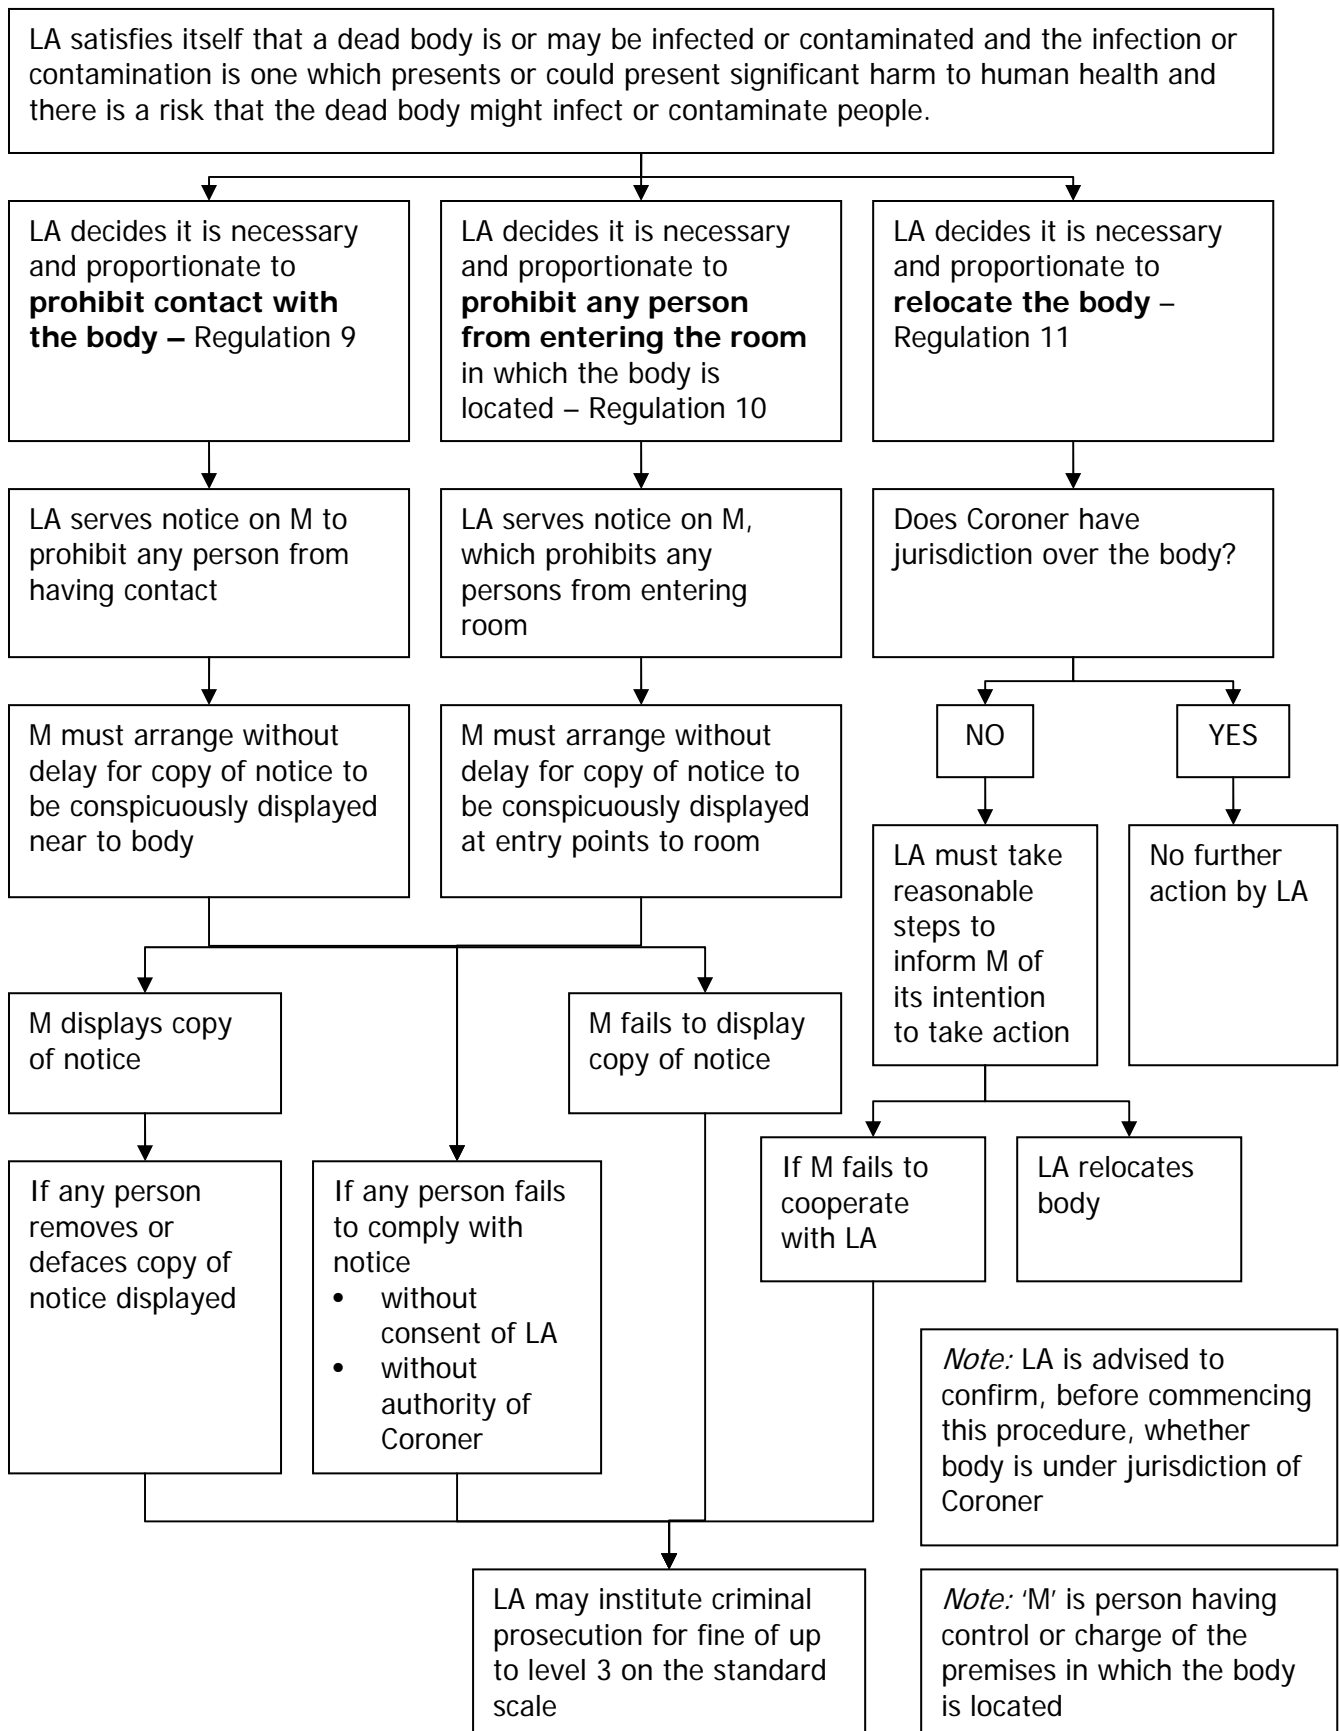 LA satisfies itself that a dead body is or may be infected or contaminated and the infection or
contamination is one which presents or could present significant harm to human health and
there is a risk that the dead body might infect or contaminate people.
LA decides it is necessary
and proportionate to
prohibit contact with
the body – Regulation 9
LA decides it is necessary
and proportionate to
prohibit any person
from entering the room
in which the body is
located – Regulation 10
LA decides it is necessary
and proportionate to
relocate the body –
Regulation 11
LA serves notice on M to
prohibit any person from
having contact
LA serves notice on M,
which prohibits any
persons from entering
room
Does Coroner have
jurisdiction over the body?
M must arrange without
delay for copy of notice to
be conspicuously displayed
near to body
M must arrange without
delay for copy of notice to
be conspicuously displayed
at entry points to room
NO
YES
LA must take
reasonable
steps to
inform M of
its intention
to take action
No further
action by LA
M displays copy
of notice
M fails to display
copy of notice
If any person
removes or
defaces copy of
notice displayed
If any person fails
to comply with
notice
• without
consent of LA
• without
authority of
Coroner
If M fails to
cooperate
with LA
LA relocates
body
Note: LA is advised to
confirm, before commencing
this procedure, whether
body is under jurisdiction of
Coroner
LA may institute criminal
prosecution for fine of up
to level 3 on the standard
scale
Note: ‘M’ is person having
control or charge of the
premises in which the body
is located